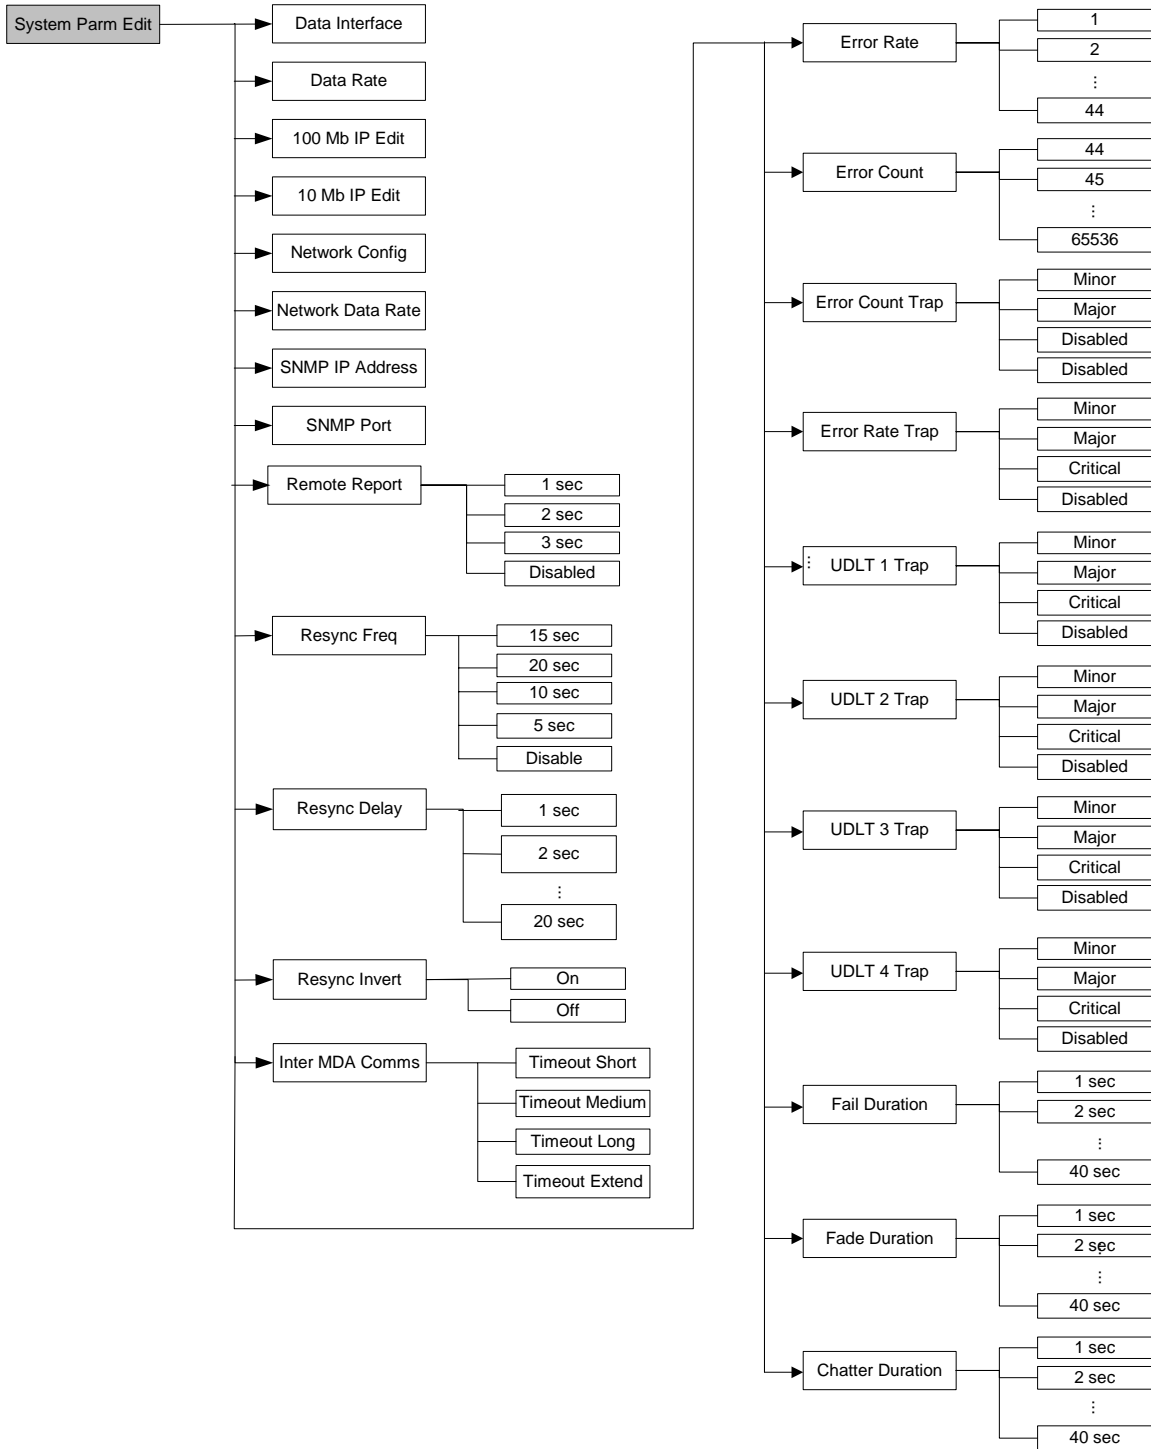 System Parm Edit
Data Interface
Data Rate
100 Mb IP Edit
10 Mb IP Edit
Network Config
Network Data Rate
SNMP IP Address
SNMP Port
Remote Report
1 sec
2 sec
3 sec
Disabled
Resync Freq
15 sec
20 sec
10 sec
5 sec
Disable
Resync Delay
1 sec
2 sec
⋮
20 sec
Resync Invert
On
Off
Inter MDA Comms
Timeout Short
Timeout Medium
Timeout Long
Timeout Extend
Error Rate
1
2
⋮
44
Error Count
44
45
⋮
65536
Error Count Trap
Minor
Major
Disabled
Disabled
Error Rate Trap
Minor
Major
Critical
Disabled
⋮ UDLT 1 Trap
Minor
Major
Critical
Disabled
UDLT 2 Trap
Minor
Major
Critical
Disabled
UDLT 3 Trap
Minor
Major
Critical
Disabled
UDLT 4 Trap
Minor
Major
Critical
Disabled
Fail Duration
1 sec
2 sec
⋮
40 sec
Fade Duration
1 sec
2 sec
⋮
40 sec
Chatter Duration
1 sec
2 sec
⋮
40 sec